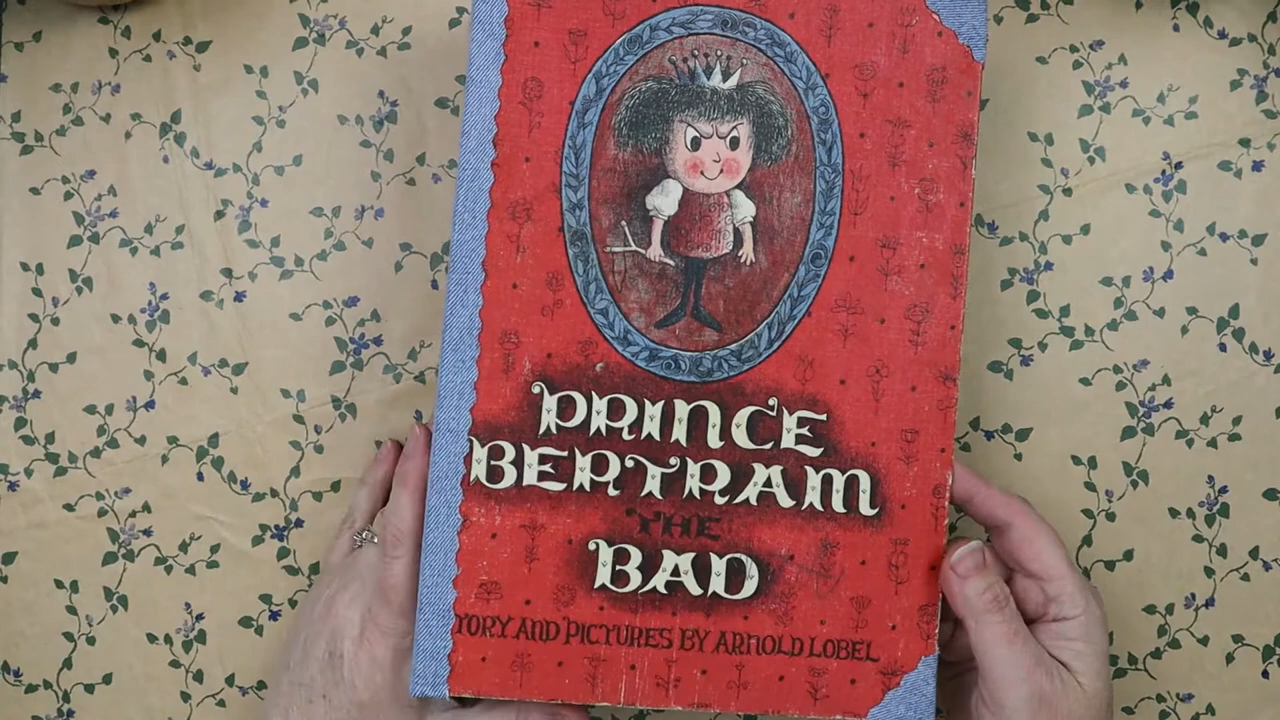 PRINCE
BERTRAM
THE
BAD
TORY AND PICTURES BY ARNOLD LOBEL